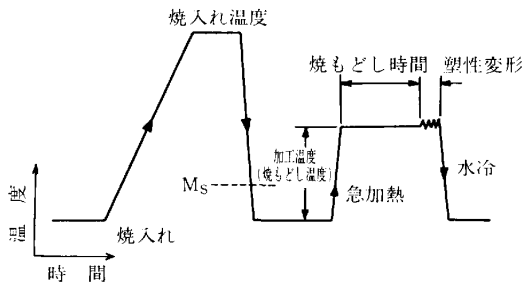 焼入れ温度
焼もどし時間
塑性変形
加工温度
(焼もどし温度)
Ms
急加熱
水冷
焼入れ
温度
時間